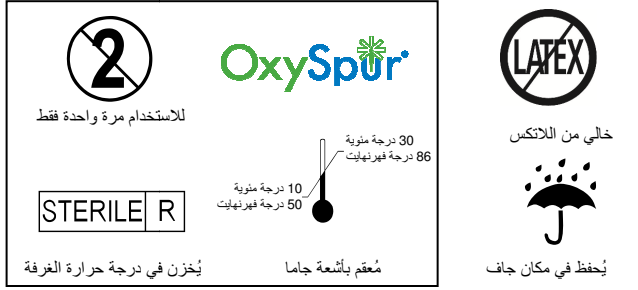 2
OxySpur
LATEX
للاستخدام مرة واحدة فقط
خالي من اللاتكس
30 درجة مئوية
86 درجة فهرنهايت
10 درجة مئوية
50 درجة فهرنهايت
STERILE R
يُخزن في درجة حرارة الغرفة
مُعقم بأشعة جاما
يُحفظ في مكان جاف